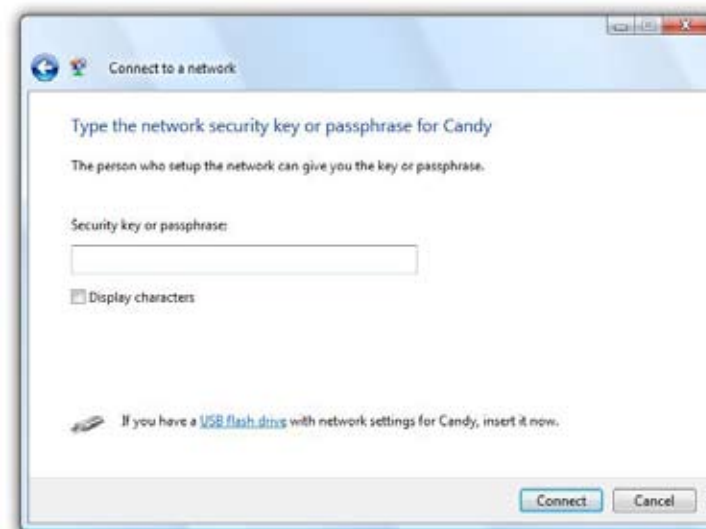 Connect to a network
Type the network security key or passphrase for Candy
The person who setup the network can give you the key or passphrase.
Security key or passphrase:
Display characters
If you have a USB flash drive with network settings for Candy, insert it now.
Connect Cancel